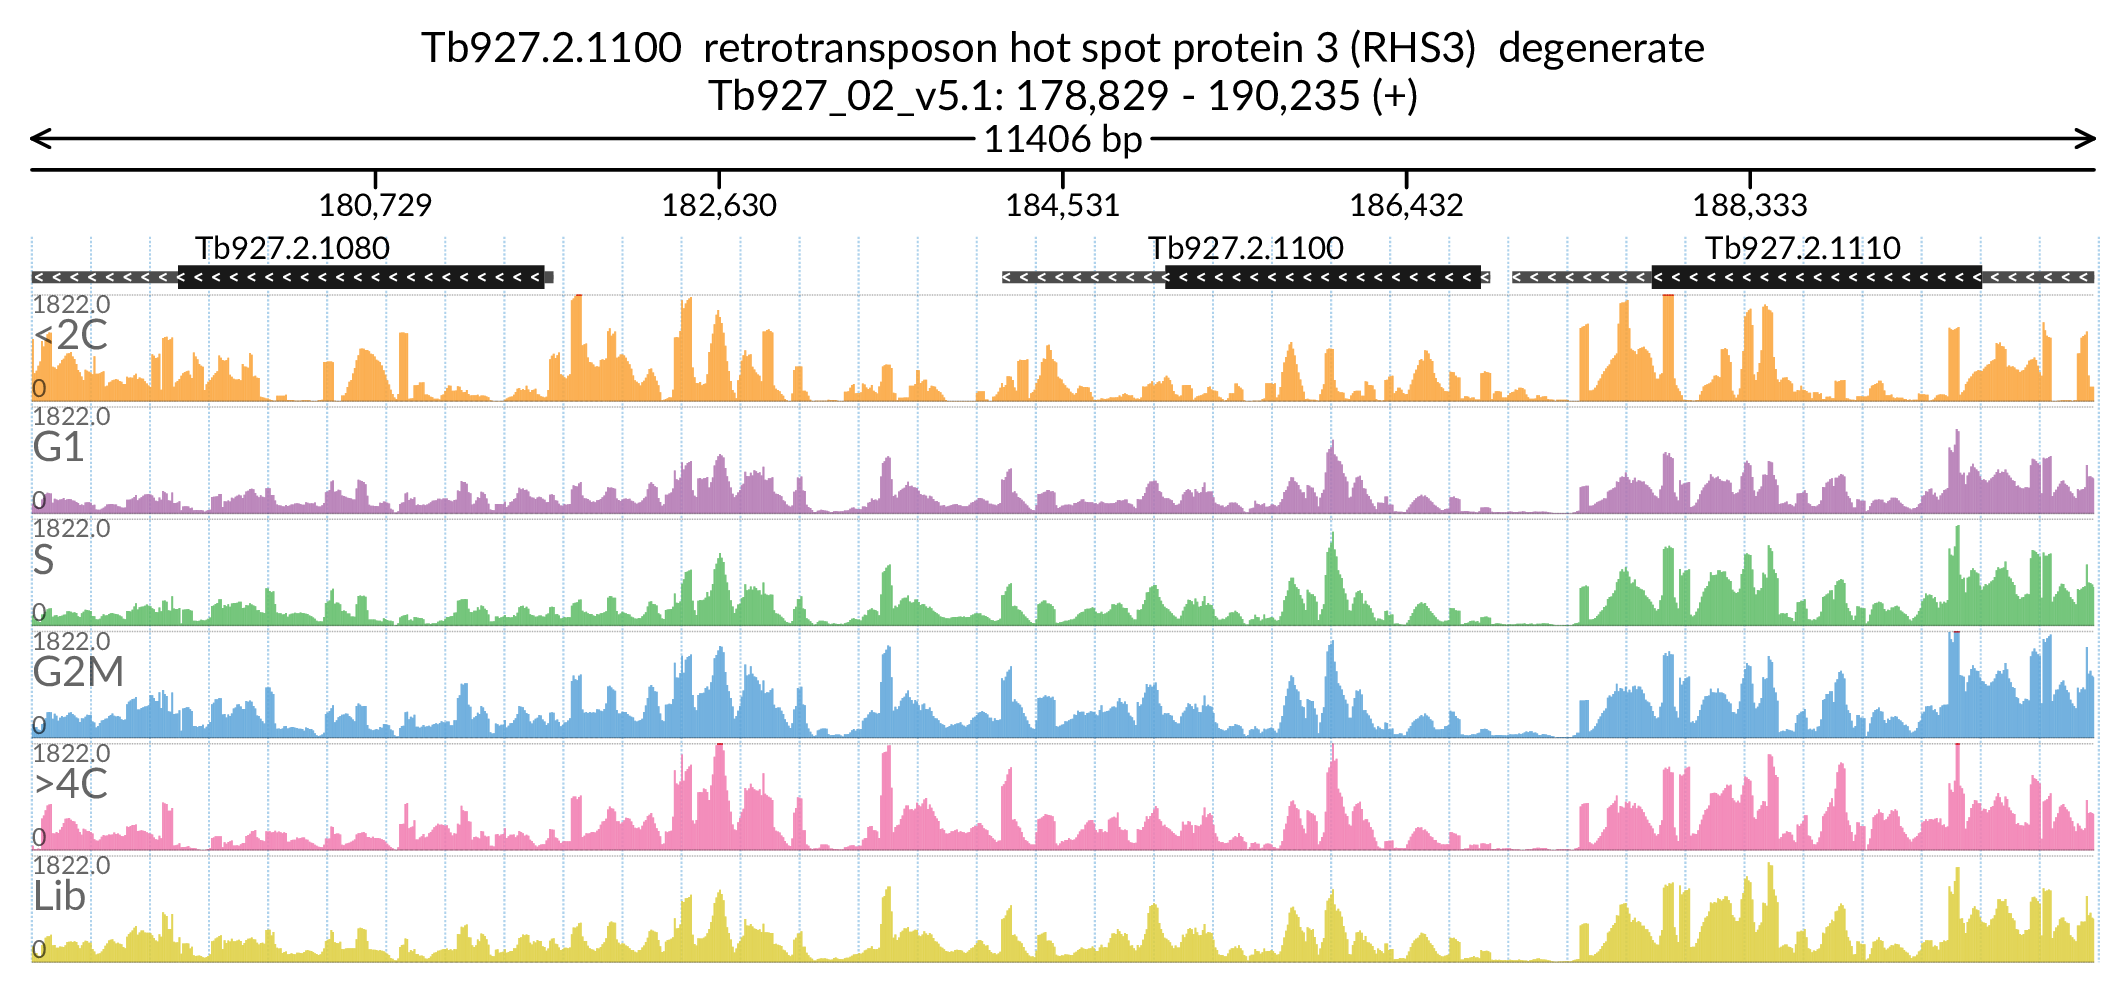 Tb927.2.1100 retrotransposon hot spot protein 3 (RHS3) degenerate
Tb927_02_v5.1: 178,829 - 190,235 (+)
11406 bp
180,729 182,630 184,531 186,432 188,333
Tb927.2.1080 Tb927.2.1100 Tb927.2.1110
1822.0
<2C
0
1822.0
G1
0
1822.0
S
0
1822.0
G2M
0
1822.0
>4C
0
1822.0
Lib
0